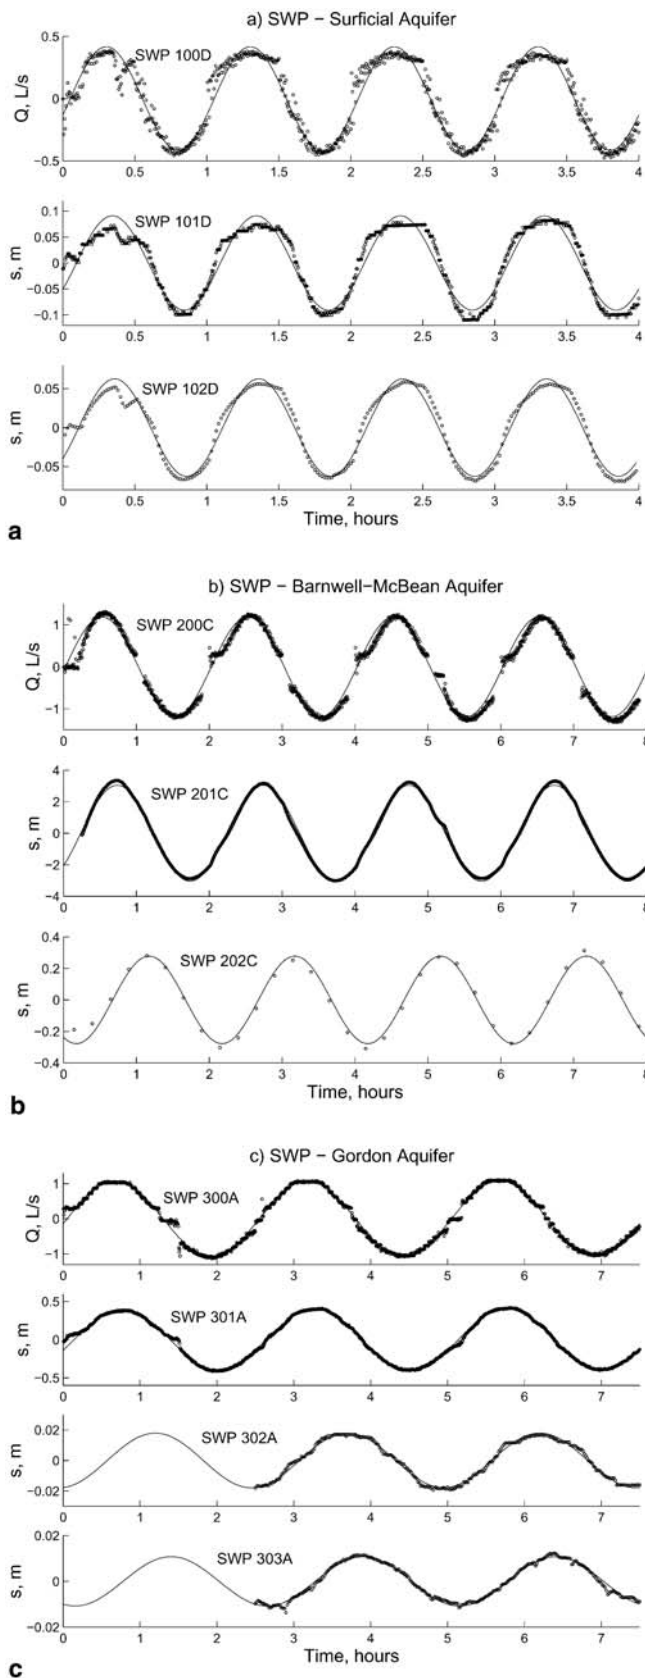 a) SWP − Surficial Aquifer
0.5
SWP 100D
Q, L/s
0
−0.5
0 0.5 1 1.5 2 2.5 3 3.5 4
0.1
SWP 101D
0.05
s, m
0
−0.05
−0.1
0 0.5 1 1.5 2 2.5 3 3.5 4
0.05
SWP 102D
s, m
0
−0.05
0 0.5 1 1.5 2 2.5 3 3.5 4
Time, hours
a
b) SWP − Barnwell−McBean Aquifer
1
SWP 200C
Q, L/s
0
−1
0 1 2 3 4 5 6 7 8
4
SWP 201C
2
s, m
0
−2
−4
0 1 2 3 4 5 6 7 8
0.4
SWP 202C
0.2
s, m
0
−0.2
−0.4
0 1 2 3 4 5 6 7 8
Time, hours
b
c) SWP − Gordon Aquifer
1
SWP 300A
Q, L/s
0
−1
0 1 2 3 4 5 6 7
0.5
SWP 301A
s, m
0
−0.5
0 1 2 3 4 5 6 7
0.02
SWP 302A
s, m
0
−0.02
0 1 2 3 4 5 6 7
0.02
SWP 303A
s, m
0
−0.02
0 1 2 3 4 5 6 7
Time, hours
c